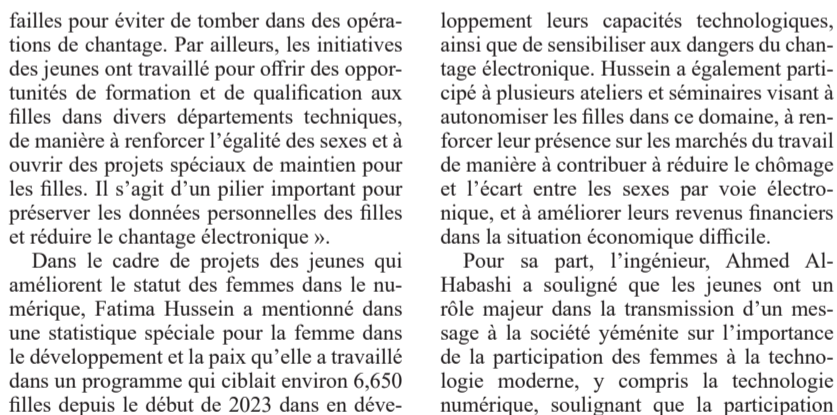 failles pour éviter de tomber dans des opéra-
tions de chantage. Par ailleurs, les initiatives
des jeunes ont travaillé pour offrir des oppor-
tunités de formation et de qualification aux
filles dans divers départements techniques,
de manière à renforcer l’égalité des sexes et à
ouvrir des projets spéciaux de maintien pour
les filles. Il s’agit d’un pilier important pour
préserver les données personnelles des filles
et réduire le chantage électronique ».
Dans le cadre de projets des jeunes qui
améliorent le statut des femmes dans le nu-
mérique, Fatima Hussein a mentionné dans
une statistique spéciale pour la femme dans
le développement et la paix qu’elle a travaillé
dans un programme qui ciblait environ 6,650
filles depuis le début de 2023 dans en déve-
loppement leurs capacités technologiques,
ainsi que de sensibiliser aux dangers du chan-
tage électronique. Hussein a également parti-
cipé à plusieurs ateliers et séminaires visant à
autonomiser les filles dans ce domaine, à ren-
forcer leur présence sur les marchés du travail
de manière à contribuer à réduire le chômage
et l’écart entre les sexes par voie électro-
nique, et à améliorer leurs revenus financiers
dans la situation économique difficile.
Pour sa part, l’ingénieur, Ahmed Al-
Habashi a souligné que les jeunes ont un
rôle majeur dans la transmission d’un mes-
sage à la société yéménite sur l’importance
de la participation des femmes à la techno-
logie moderne, y compris la technologie
numérique, soulignant que la participation